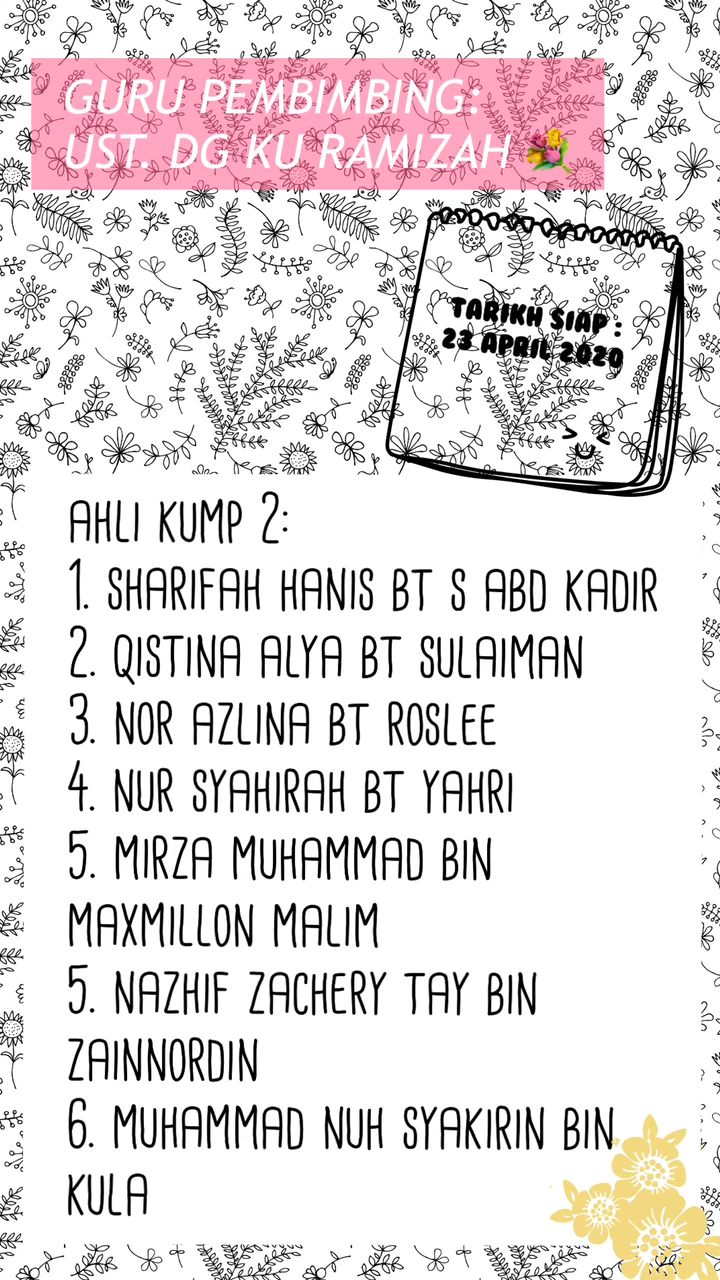 GURU PEMBIMBING:
UST. DG KU RAMIZAH 💐
TARIKH SIAP :
23 APRIL 2020
AHLI KUMP 2:
1. SHARIFAH HANIS BT S ABD KADIR
2. QISTINA ALYA BT SULAIMAN
3. NOR AZLINA BT ROSLEE
4. NUR SYAHIRAH BT YAHRI
5. MIRZA MUHAMMAD BIN
MAXMILLON MALIM
5. NAZHIF ZACHERY TAY BIN
ZAINNORDIN
6. MUHAMMAD NUH SYAKIRIN BIN
KULA